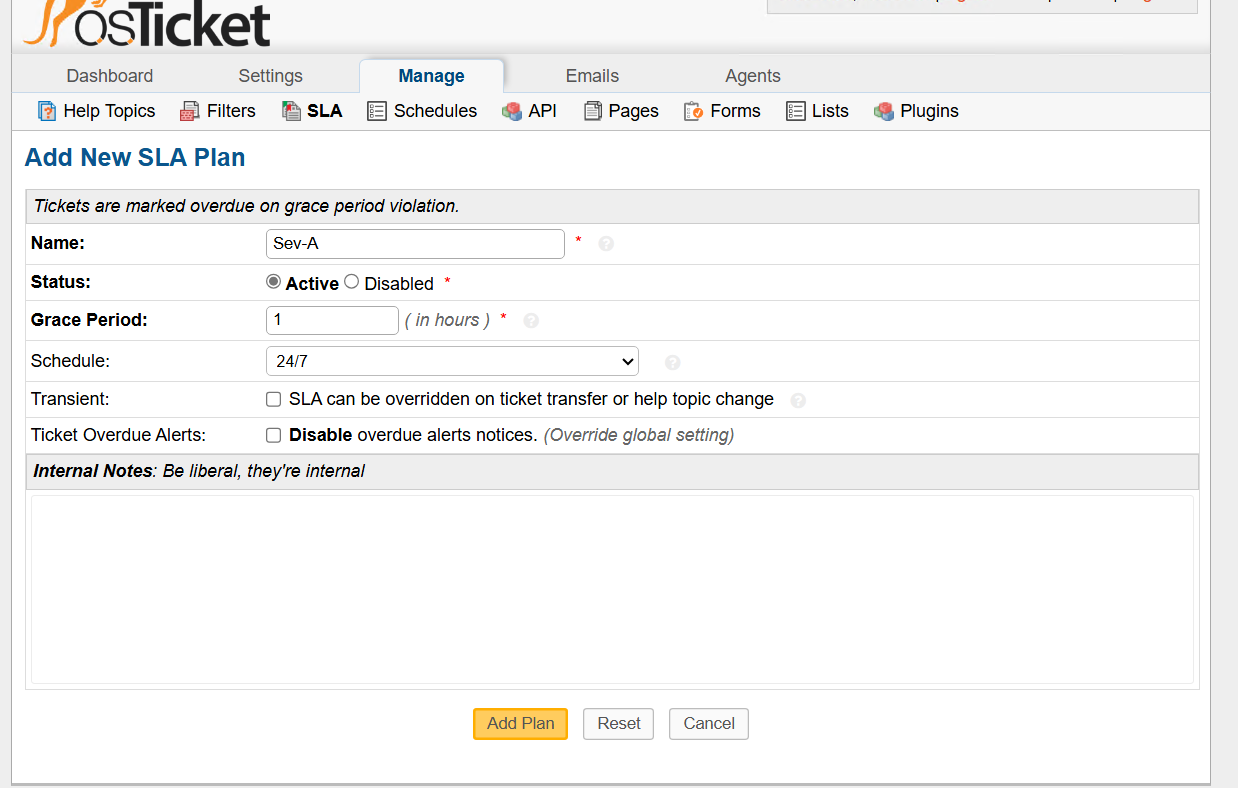 osTicket
Dashboard Settings Manage Emails Agents
Help Topics Filters SLA Schedules API Pages Forms Lists Plugins
Add New SLA Plan
Tickets are marked overdue on grace period violation.
Name: Sev-A * ?
Status: Active Disabled *
Grace Period: 1 ( in hours ) * ?
Schedule: 24/7 ?
Transient: SLA can be overridden on ticket transfer or help topic change ?
Ticket Overdue Alerts: Disable overdue alerts notices. (Override global setting)
Internal Notes: Be liberal, they're internal
Add Plan Reset Cancel